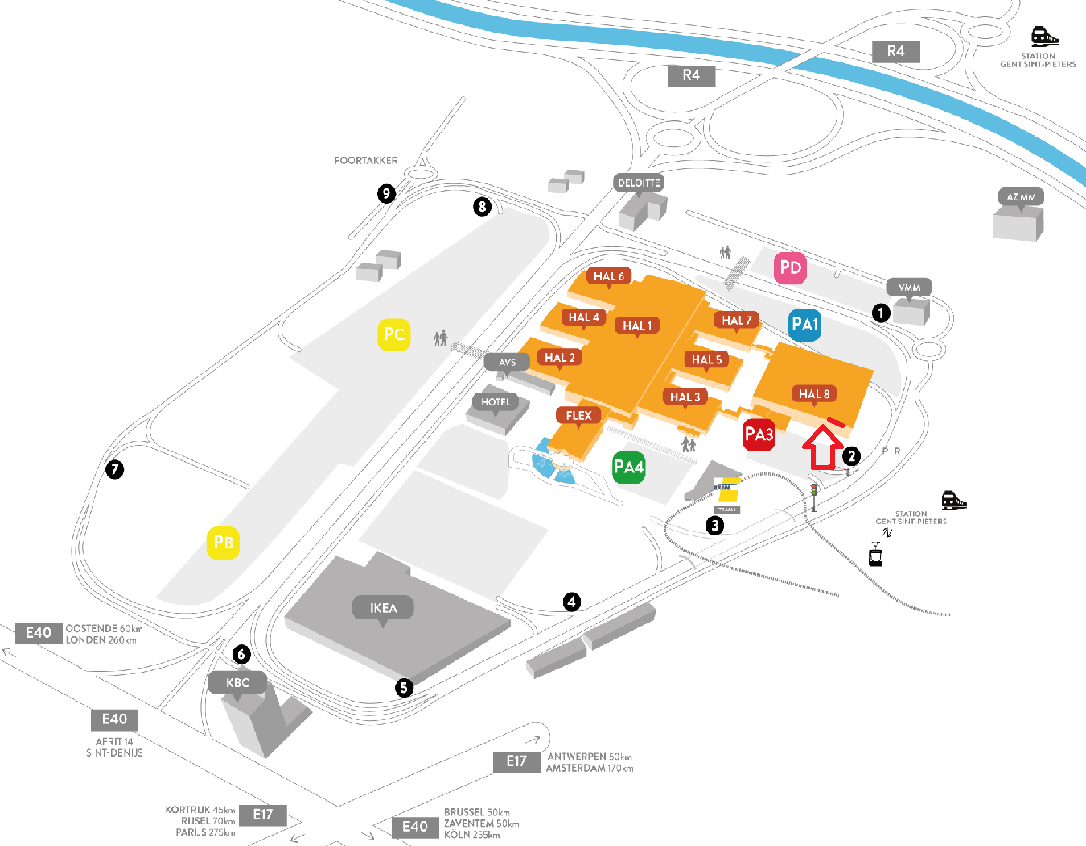 R4
R4
STATION
GENT SINT-PIETERS
POORTAKKER
9
8
DELOITTE
AZ MM
PD
VMM
1
HAL 6
HAL 4
HAL 1
HAL 7
PA1
PC
HAL 2
AVS
HAL 5
HOTEL
HAL 3
HAL 8
FLEX
PA3
PA4
2
P R
7
3
STATION
GENT SINT-PIETERS
PB
IKEA
4
E40
OOSTENDE 60km
LONDEN 260km
6
KBC
5
E40
AFRIT 14
SINT-DENIJS
E17
ANTWERPEN 50km
AMSTERDAM 170km
KORTRIJK 45km
RIJSEL 70km
PARIJS 275km
E17
E40
BRUSSEL 50km
ZAVENTEM 50km
KÖLN 255km